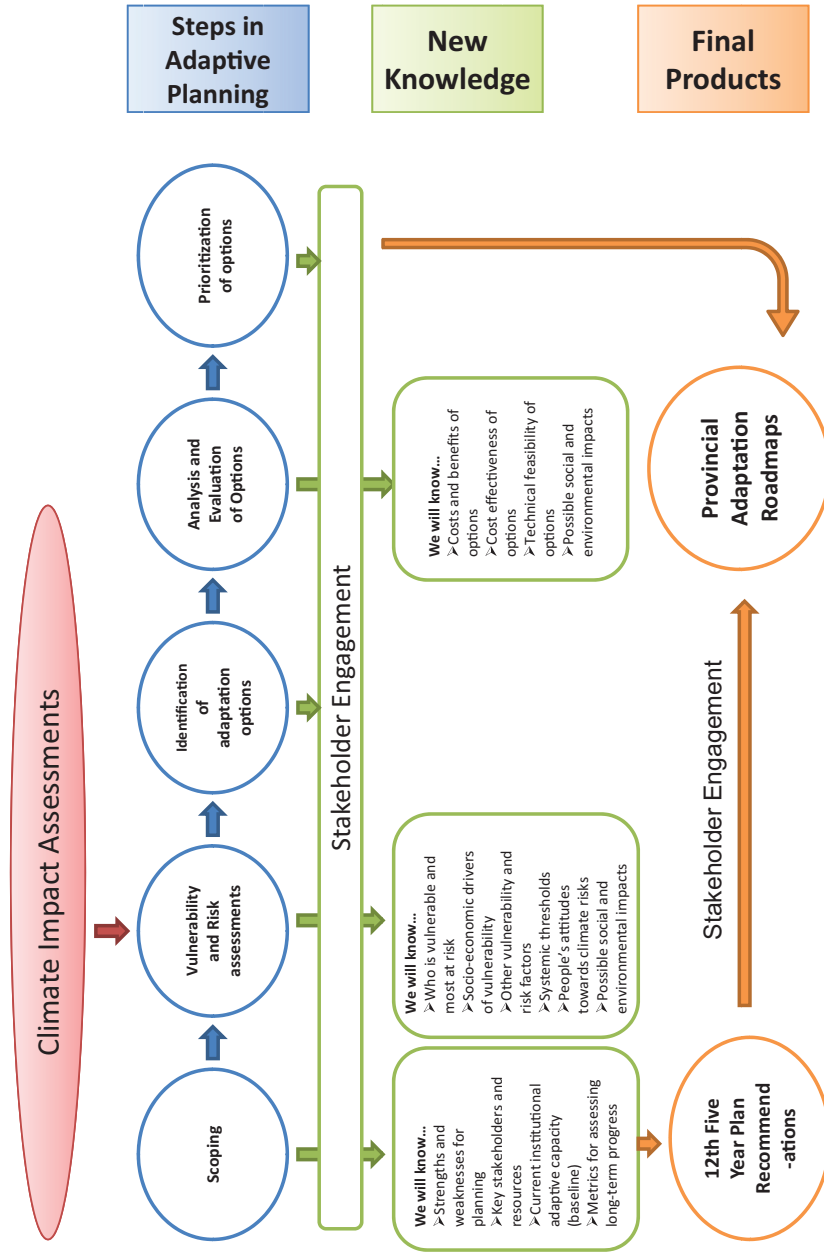 Climate Impact Assessments
Scoping
Vulnerability
and Risk
assessments
Identification
of
adaptation
options
Analysis and
Evaluation
of Options
Prioritization
of options
Steps in
Adaptive
Planning
Stakeholder Engagement
New
Knowledge
We will know...
➢Strengths and
weaknesses for
planning
➢Key stakeholders and
resources
➢Current institutional
adaptive capacity
(baseline)
➢Metrics for assessing
long-term progress
We will know...
➢Who is vulnerable and
most at risk
➢Socio-economic drivers
of vulnerability
➢Other vulnerability and
risk factors
➢Systemic thresholds
➢People's attitudes
towards climate risks
➢Possible social and
environmental impacts
We will know...
➢Costs and benefits of
options
➢Cost effectiveness of
options
➢Technical feasibility of
options
➢Possible social and
environmental impacts
Final
Products
12th Five
Year Plan
Recommend
-ations
Stakeholder Engagement
Provincial
Adaptation
Roadmaps